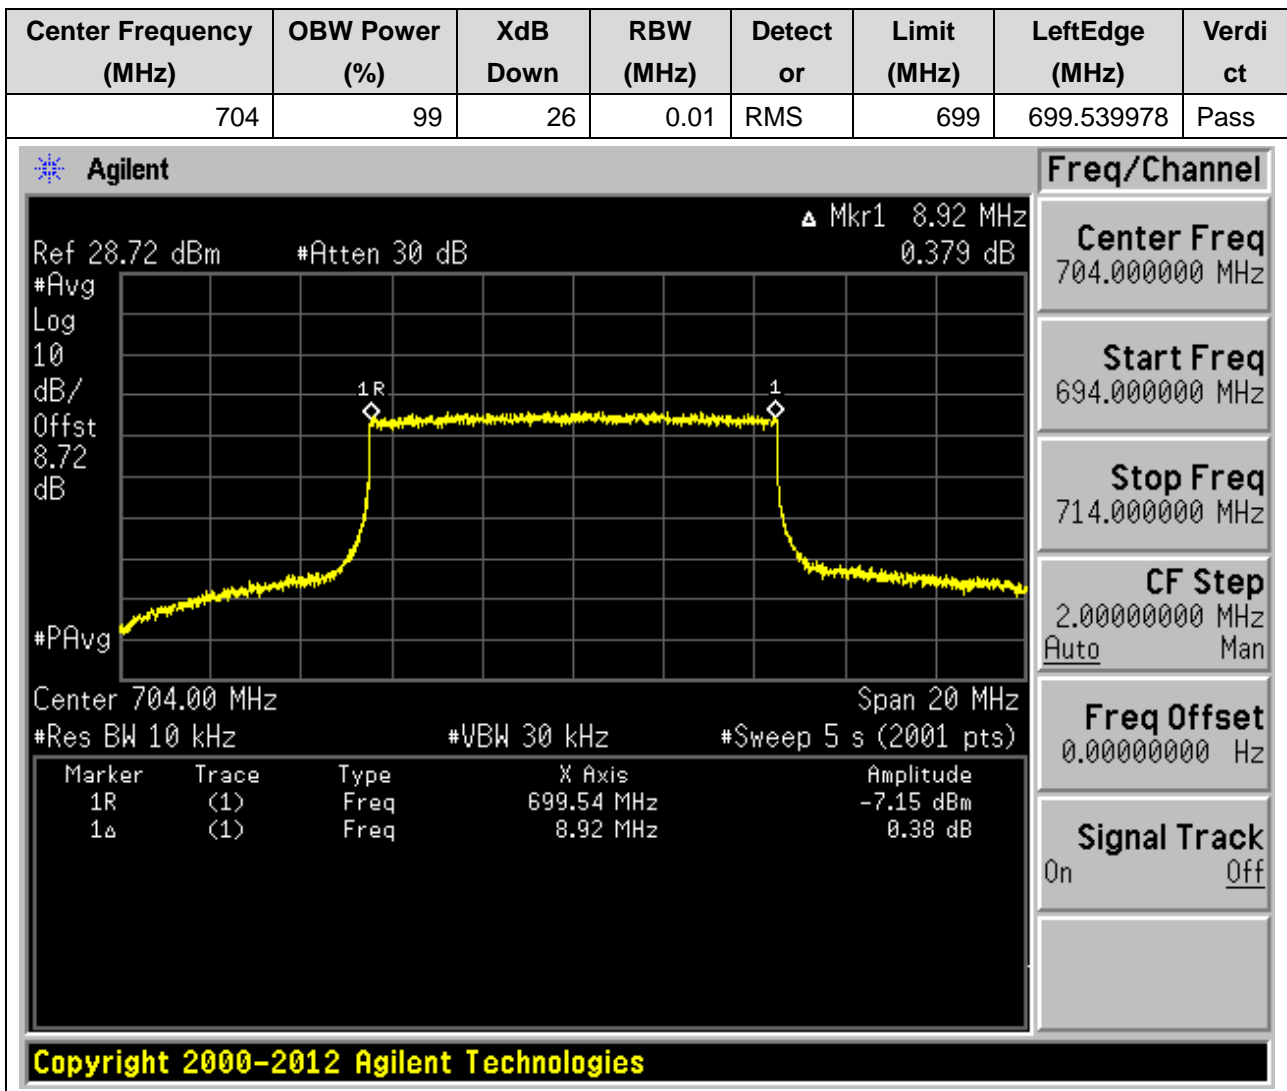 Center Frequency (MHz) OBW Power (%) XdB Down RBW (MHz) Detect or Limit (MHz) LeftEdge (MHz) Verdi ct
704 99 26 0.01 RMS 699 699.539978 Pass
Agilent
Freq/Channel
Δ Mkr1 8.92 MHz
Ref 28.72 dBm #Atten 30 dB 0.379 dB
#Avg
Log
10
dB/
Offst
8.72
dB
#PAvg
1R
1
Center 704.00 MHz Span 20 MHz
#Res BW 10 kHz #VBW 30 kHz #Sweep 5 s (2001 pts)
Marker Trace Type X Axis Amplitude
1R (1) Freq 699.54 MHz -7.15 dBm
1Δ (1) Freq 8.92 MHz 0.38 dB
Center Freq
704.000000 MHz
Start Freq
694.000000 MHz
Stop Freq
714.000000 MHz
CF Step
2.00000000 MHz
Auto Man
Freq Offset
0.00000000 Hz
Signal Track
On Off
Copyright 2000-2012 Agilent Technologies